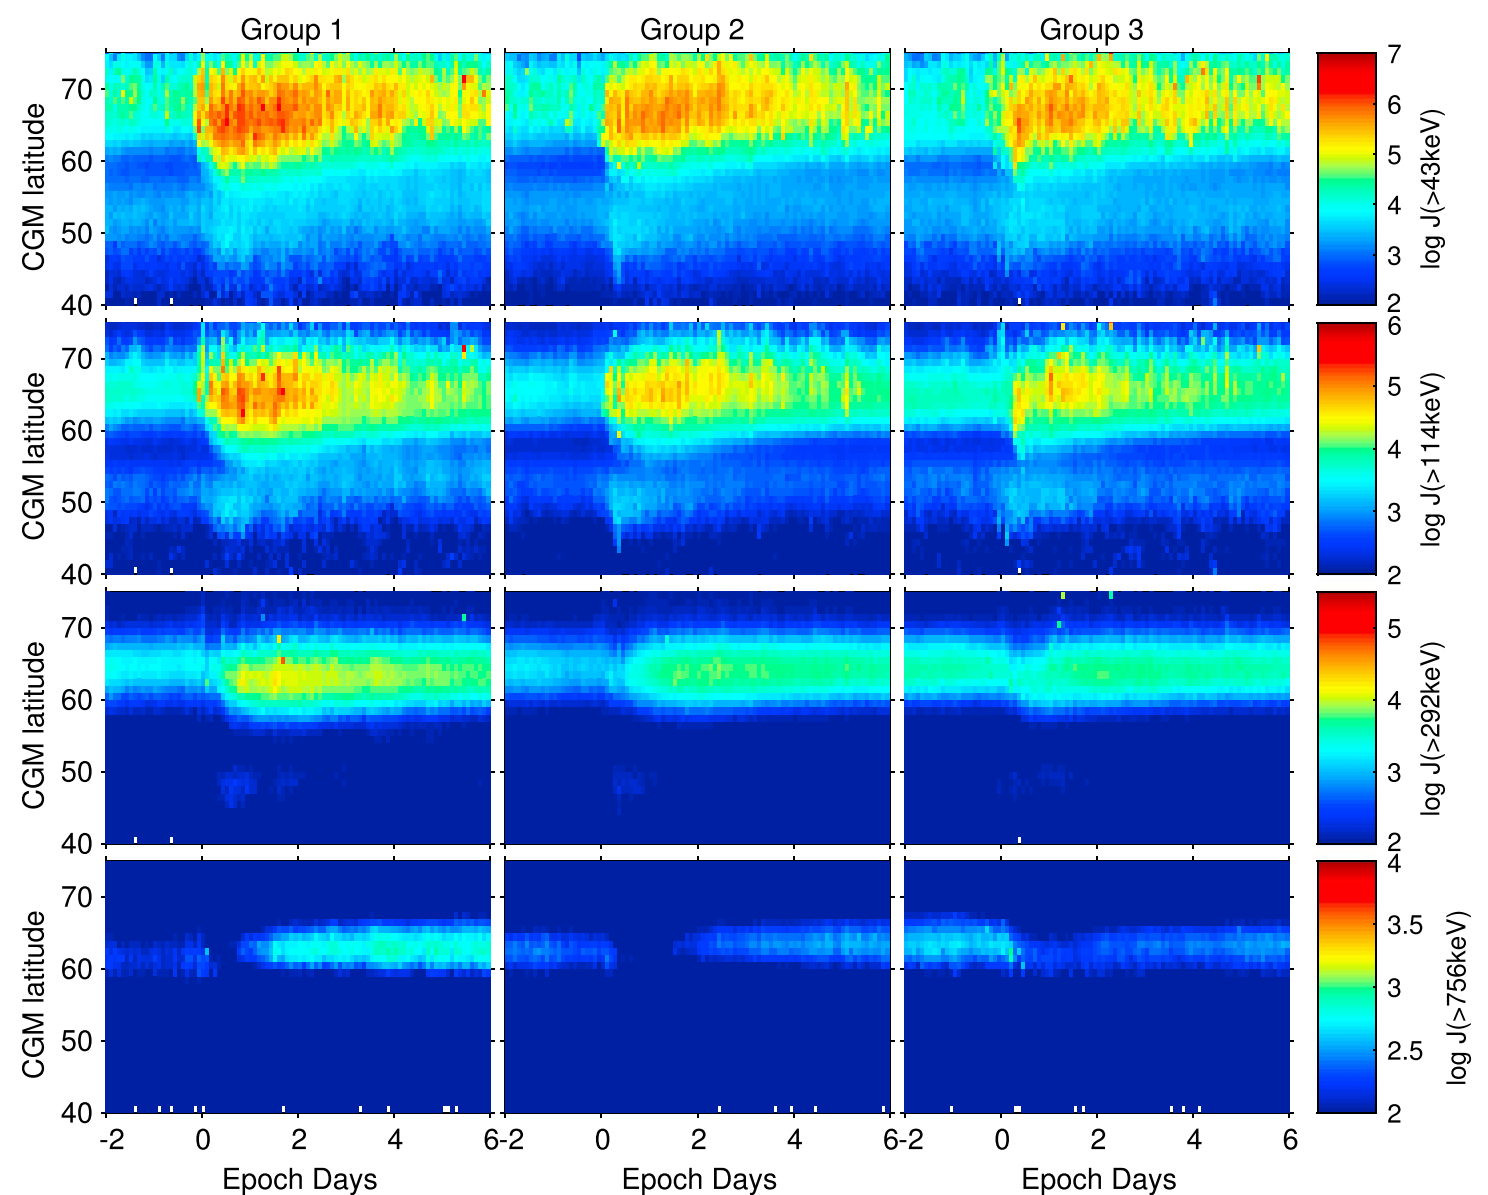 Group 1 Group 2 Group 3
CGM latitude 70 60 50 40
7 6 5 4 3 2 log J(>43keV)
CGM latitude 70 60 50 40
6 5 4 3 2 log J(>114keV)
CGM latitude 70 60 50 40
5 4 3 2 log J(>292keV)
CGM latitude 70 60 50 40
4 3.5 3 2.5 2 log J(>756keV)
-2 0 2 4 6 -2 0 2 4 6 -2 0 2 4 6
Epoch Days Epoch Days Epoch Days